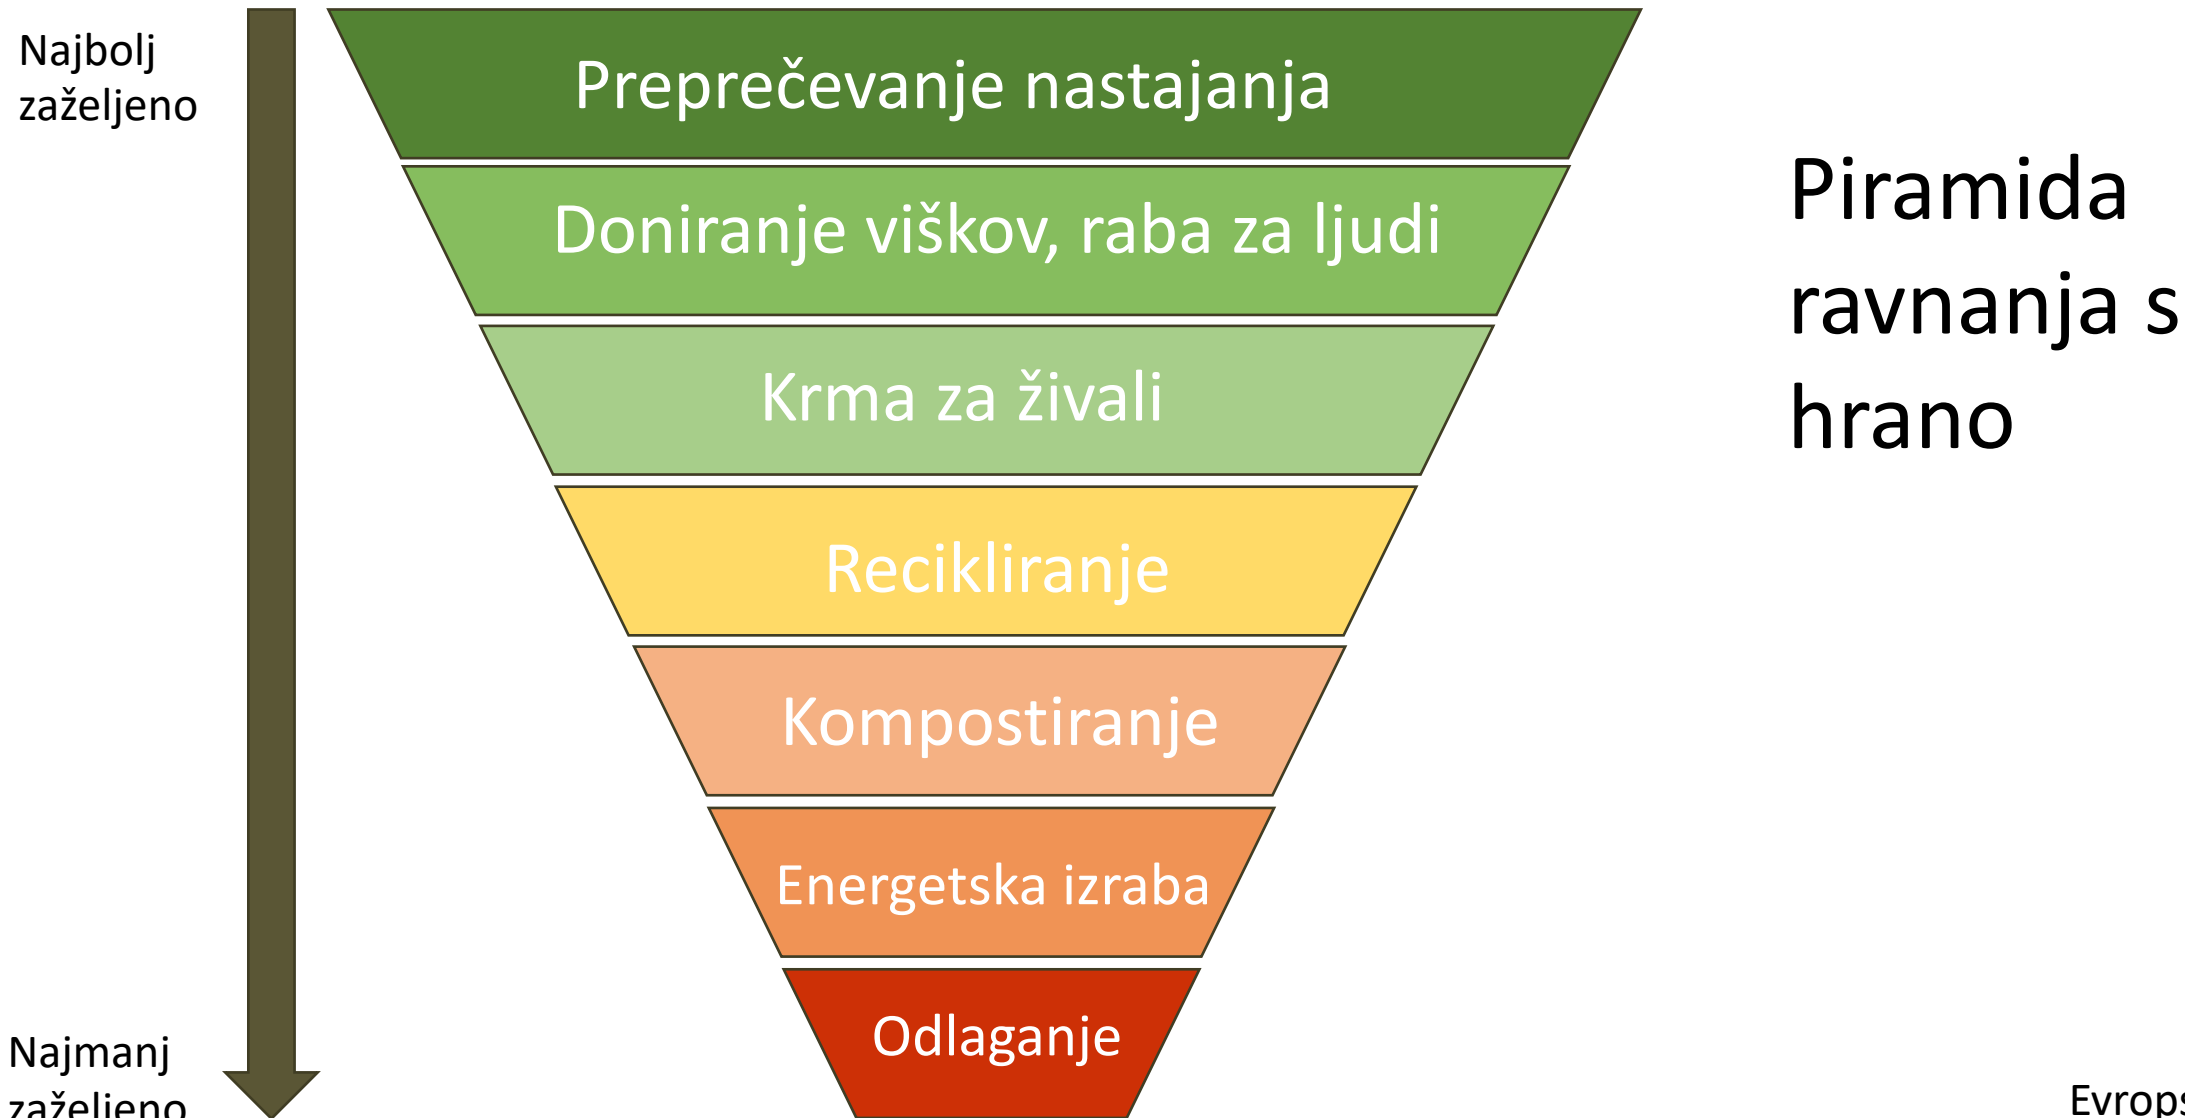 Najbolj
zaželjeno
Preprečevanje nastajanja
Doniranje viškov, raba za ljudi
Krma za živali
Recikliranje
Kompostiranje
Energetska izraba
Odlaganje
Piramida
ravnanja s
hrano
Najmanj
zaželjeno